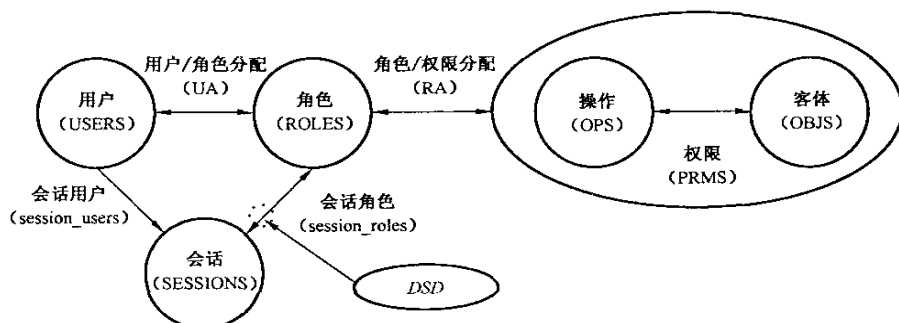 用户/角色分配
(UA)
角色/权限分配
(RA)
用户
(USERS)
角色
(ROLES)
操作
(OPS)
客体
(OBJS)
权限
(PRMS)
会话用户
(session_users)
会话角色
(session_roles)
会话
(SESSIONS)
DSD